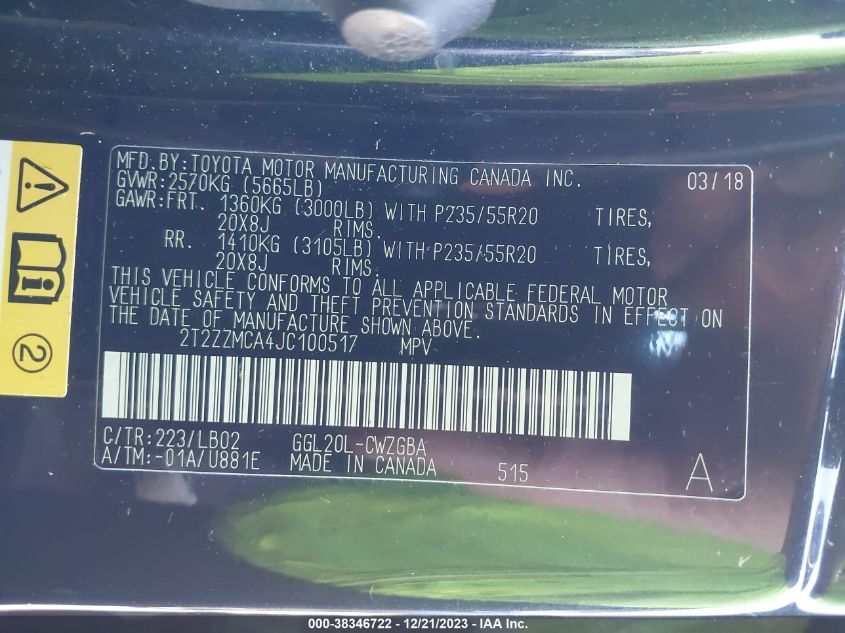 MFD.BY:TOYOTA MOTOR MANUFACTURING CANADA INC. 03/18
GVWR:2570KG (5665LB)
GAWR:FRT. 1360KG (3000LB) WITH P235/55R20 TIRES,
20X8J RIMS.
RR. 1410KG (3105LB) WITH P235/55R20 TIRES,
20X8J RIMS.
THIS VEHICLE CONFORMS TO ALL APPLICABLE FEDERAL MOTOR
VEHICLE SAFETY AND THEFT PREVENTION STANDARDS IN EFFECT ON
THE DATE OF MANUFACTURE SHOWN ABOVE.
2T2ZZMCA4JC100517 MPV
C/TR:223/LB02 GGL20L-CWZGBA
A/TM:-01A/U881E MADE IN CANADA 515 A
2
000-38346722 - 12/21/2023 - IAA Inc.